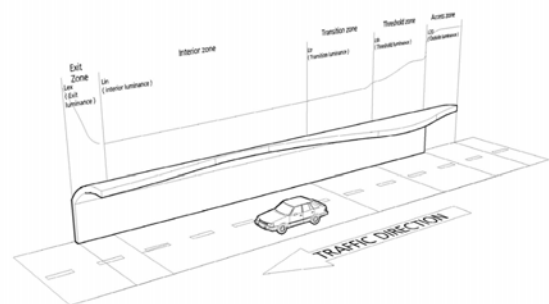 Exit
Zone
Lex
( Exit
luminance )
Interior zone
Lin
( interior luminance )
Transition zone
Ltr
( Transition luminance )
Threshold zone
Lth
( Threshold luminance )
Access zone
( Outside luminance )
TRAFFIC DIRECTION